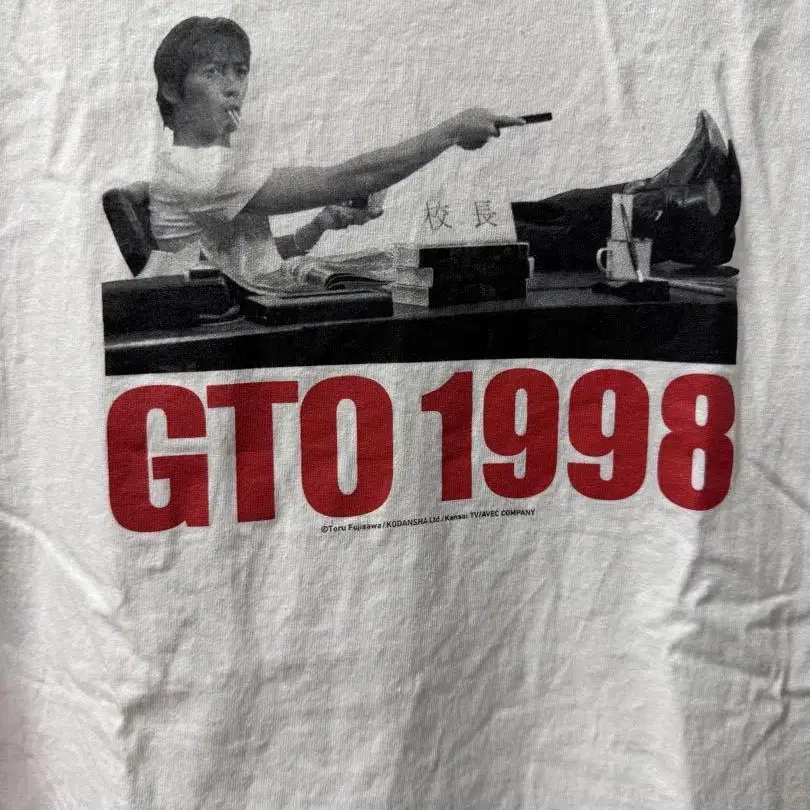 校長
GTO 1998
©Toru Fujisawa/KODANSHA Ltd./Kansai TV/AVEC COMPANY